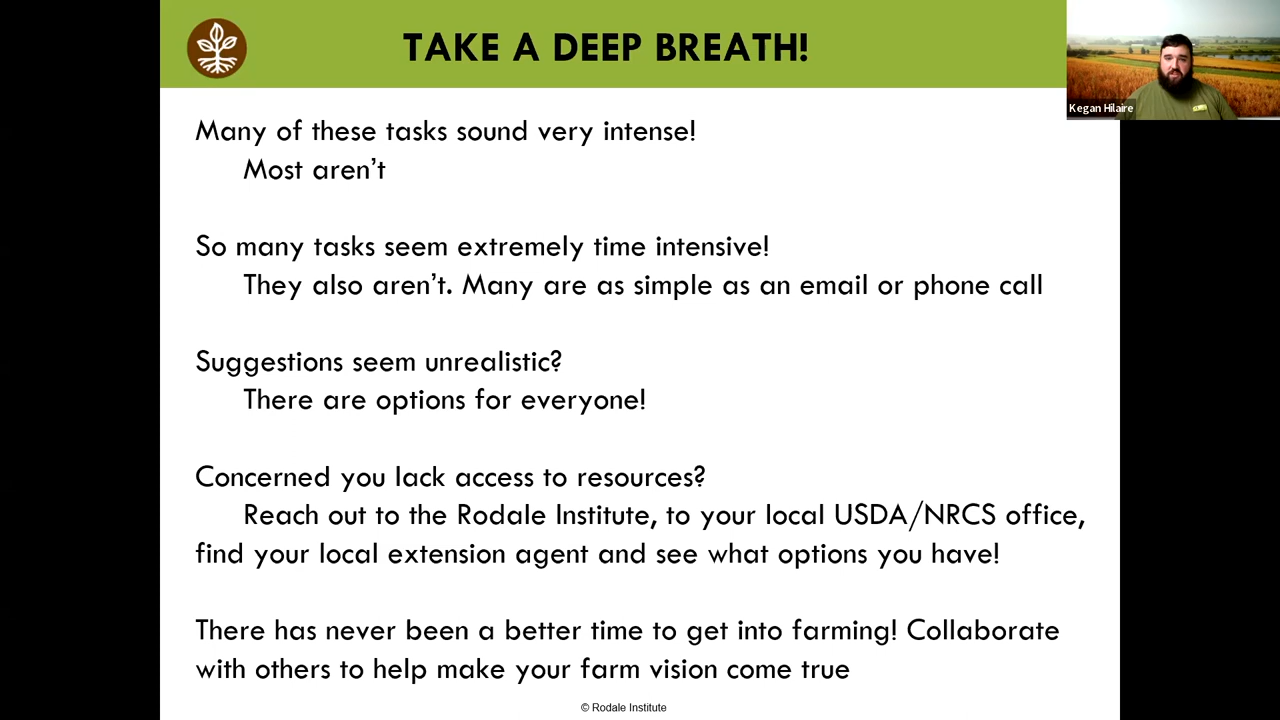 TAKE A DEEP BREATH!
Kegan Hilaire
Many of these tasks sound very intense!
Most aren’t
So many tasks seem extremely time intensive!
They also aren’t. Many are as simple as an email or phone call
Suggestions seem unrealistic?
There are options for everyone!
Concerned you lack access to resources?
Reach out to the Rodale Institute, to your local USDA/NRCS office,
find your local extension agent and see what options you have!
There has never been a better time to get into farming! Collaborate
with others to help make your farm vision come true
© Rodale Institute